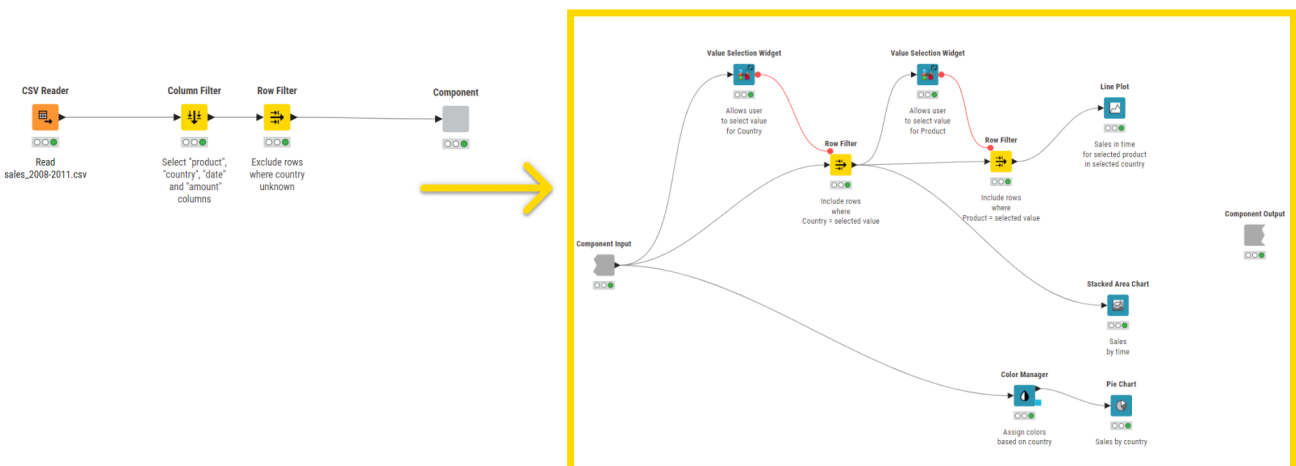 CSV Reader
Read
sales_2008-2011.csv
Column Filter
Select "product",
"country", "date"
and "amount"
columns
Row Filter
Exclude rows
where country
unknown
Component
Component Input
Value Selection Widget
Allows user
to select value
for Country
Row Filter
Include rows
where
Country = selected value
Value Selection Widget
Allows user
to select value
for Product
Row Filter
Include rows
where
Product = selected value
Line Plot
Sales in time
for selected product
in selected country
Component Output
Stacked Area Chart
Sales
by time
Color Manager
Assign colors
based on country
Pie Chart
Sales by country